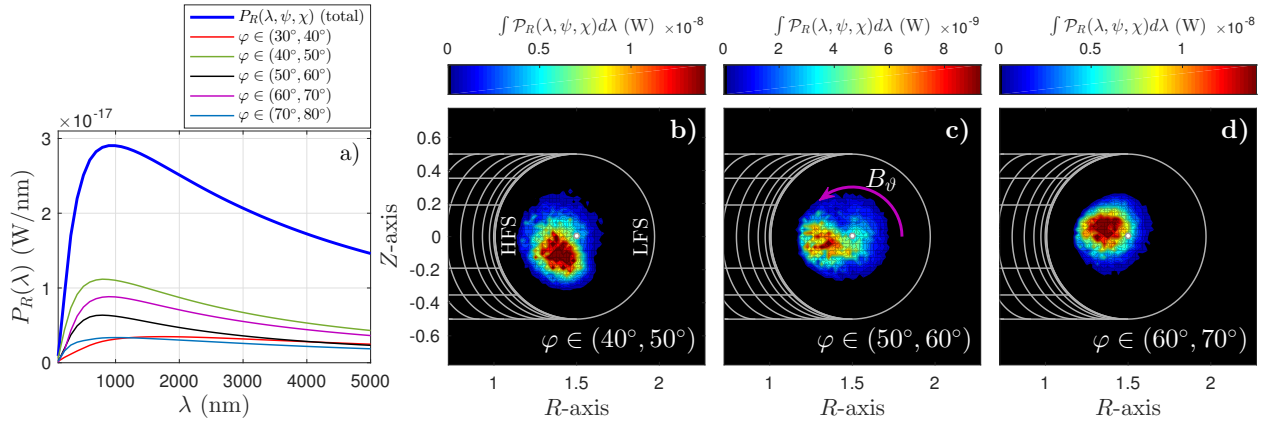 P_R(λ, ψ, χ) (total)
φ ∈ (30°, 40°)
φ ∈ (40°, 50°)
φ ∈ (50°, 60°)
φ ∈ (60°, 70°)
φ ∈ (70°, 80°)
×10⁻¹⁷
3
2
1
0
a)
P_R(λ) (W/nm)
1000 2000 3000 4000 5000
λ (nm)
∫ 𝒫_R(λ, ψ, χ)dλ (W) ×10⁻⁸
0 0.5 1
b)
Z-axis
0.6
0.4
0.2
0
-0.2
-0.4
-0.6
HFS
LFS
φ ∈ (40°, 50°)
1 1.5 2
R-axis
∫ 𝒫_R(λ, ψ, χ)dλ (W) ×10⁻⁹
0 2 4 6 8
c)
B_ϑ
φ ∈ (50°, 60°)
1 1.5 2
R-axis
∫ 𝒫_R(λ, ψ, χ)dλ (W) ×10⁻⁸
0 0.5 1
d)
φ ∈ (60°, 70°)
1 1.5 2
R-axis